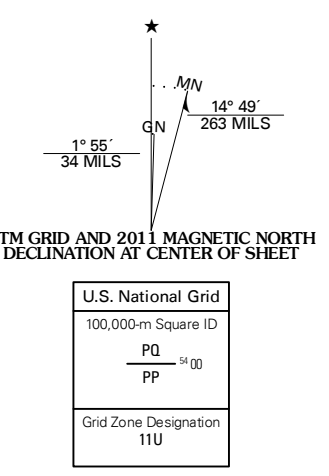 ★
MN
14° 49´
263 MILS
GN
1° 55´
34 MILS
TM GRID AND 2011 MAGNETIC NORTH
DECLINATION AT CENTER OF SHEET
U.S. National Grid
100,000-m Square ID
PQ
54 00
PP
Grid Zone Designation
11U